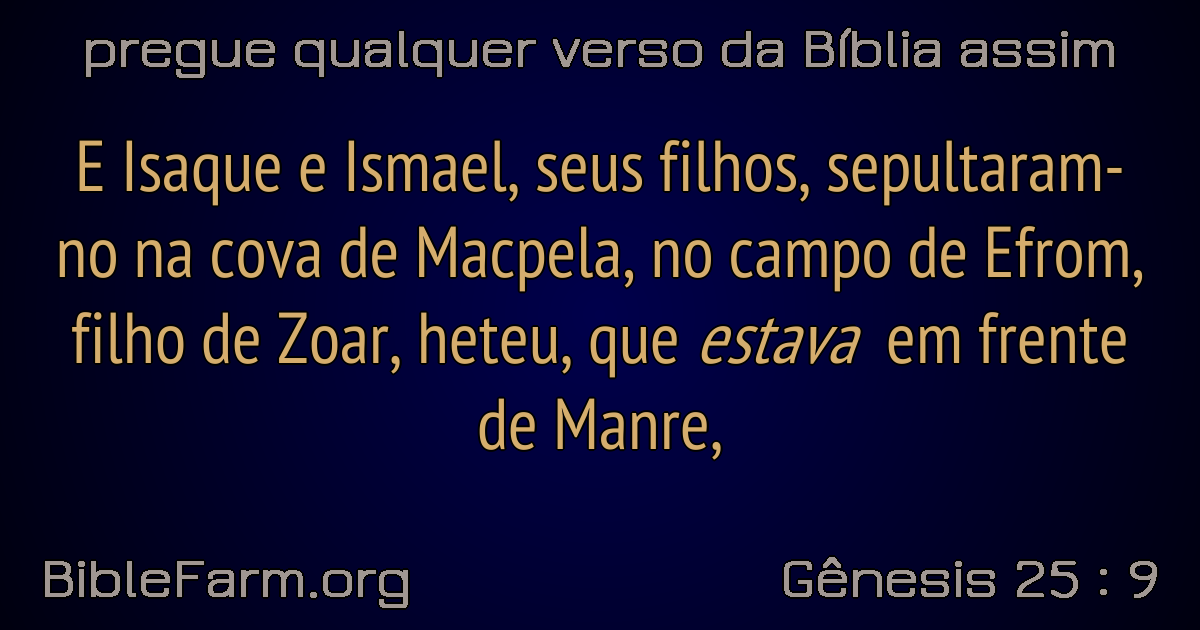 pregue qualquer verso da Bíblia assim
E Isaque e Ismael, seus filhos, sepultaram-
no na cova de Macpela, no campo de Efrom,
filho de Zoar, heteu, que estava em frente
de Manre,
BibleFarm.org
Gênesis 25 : 9